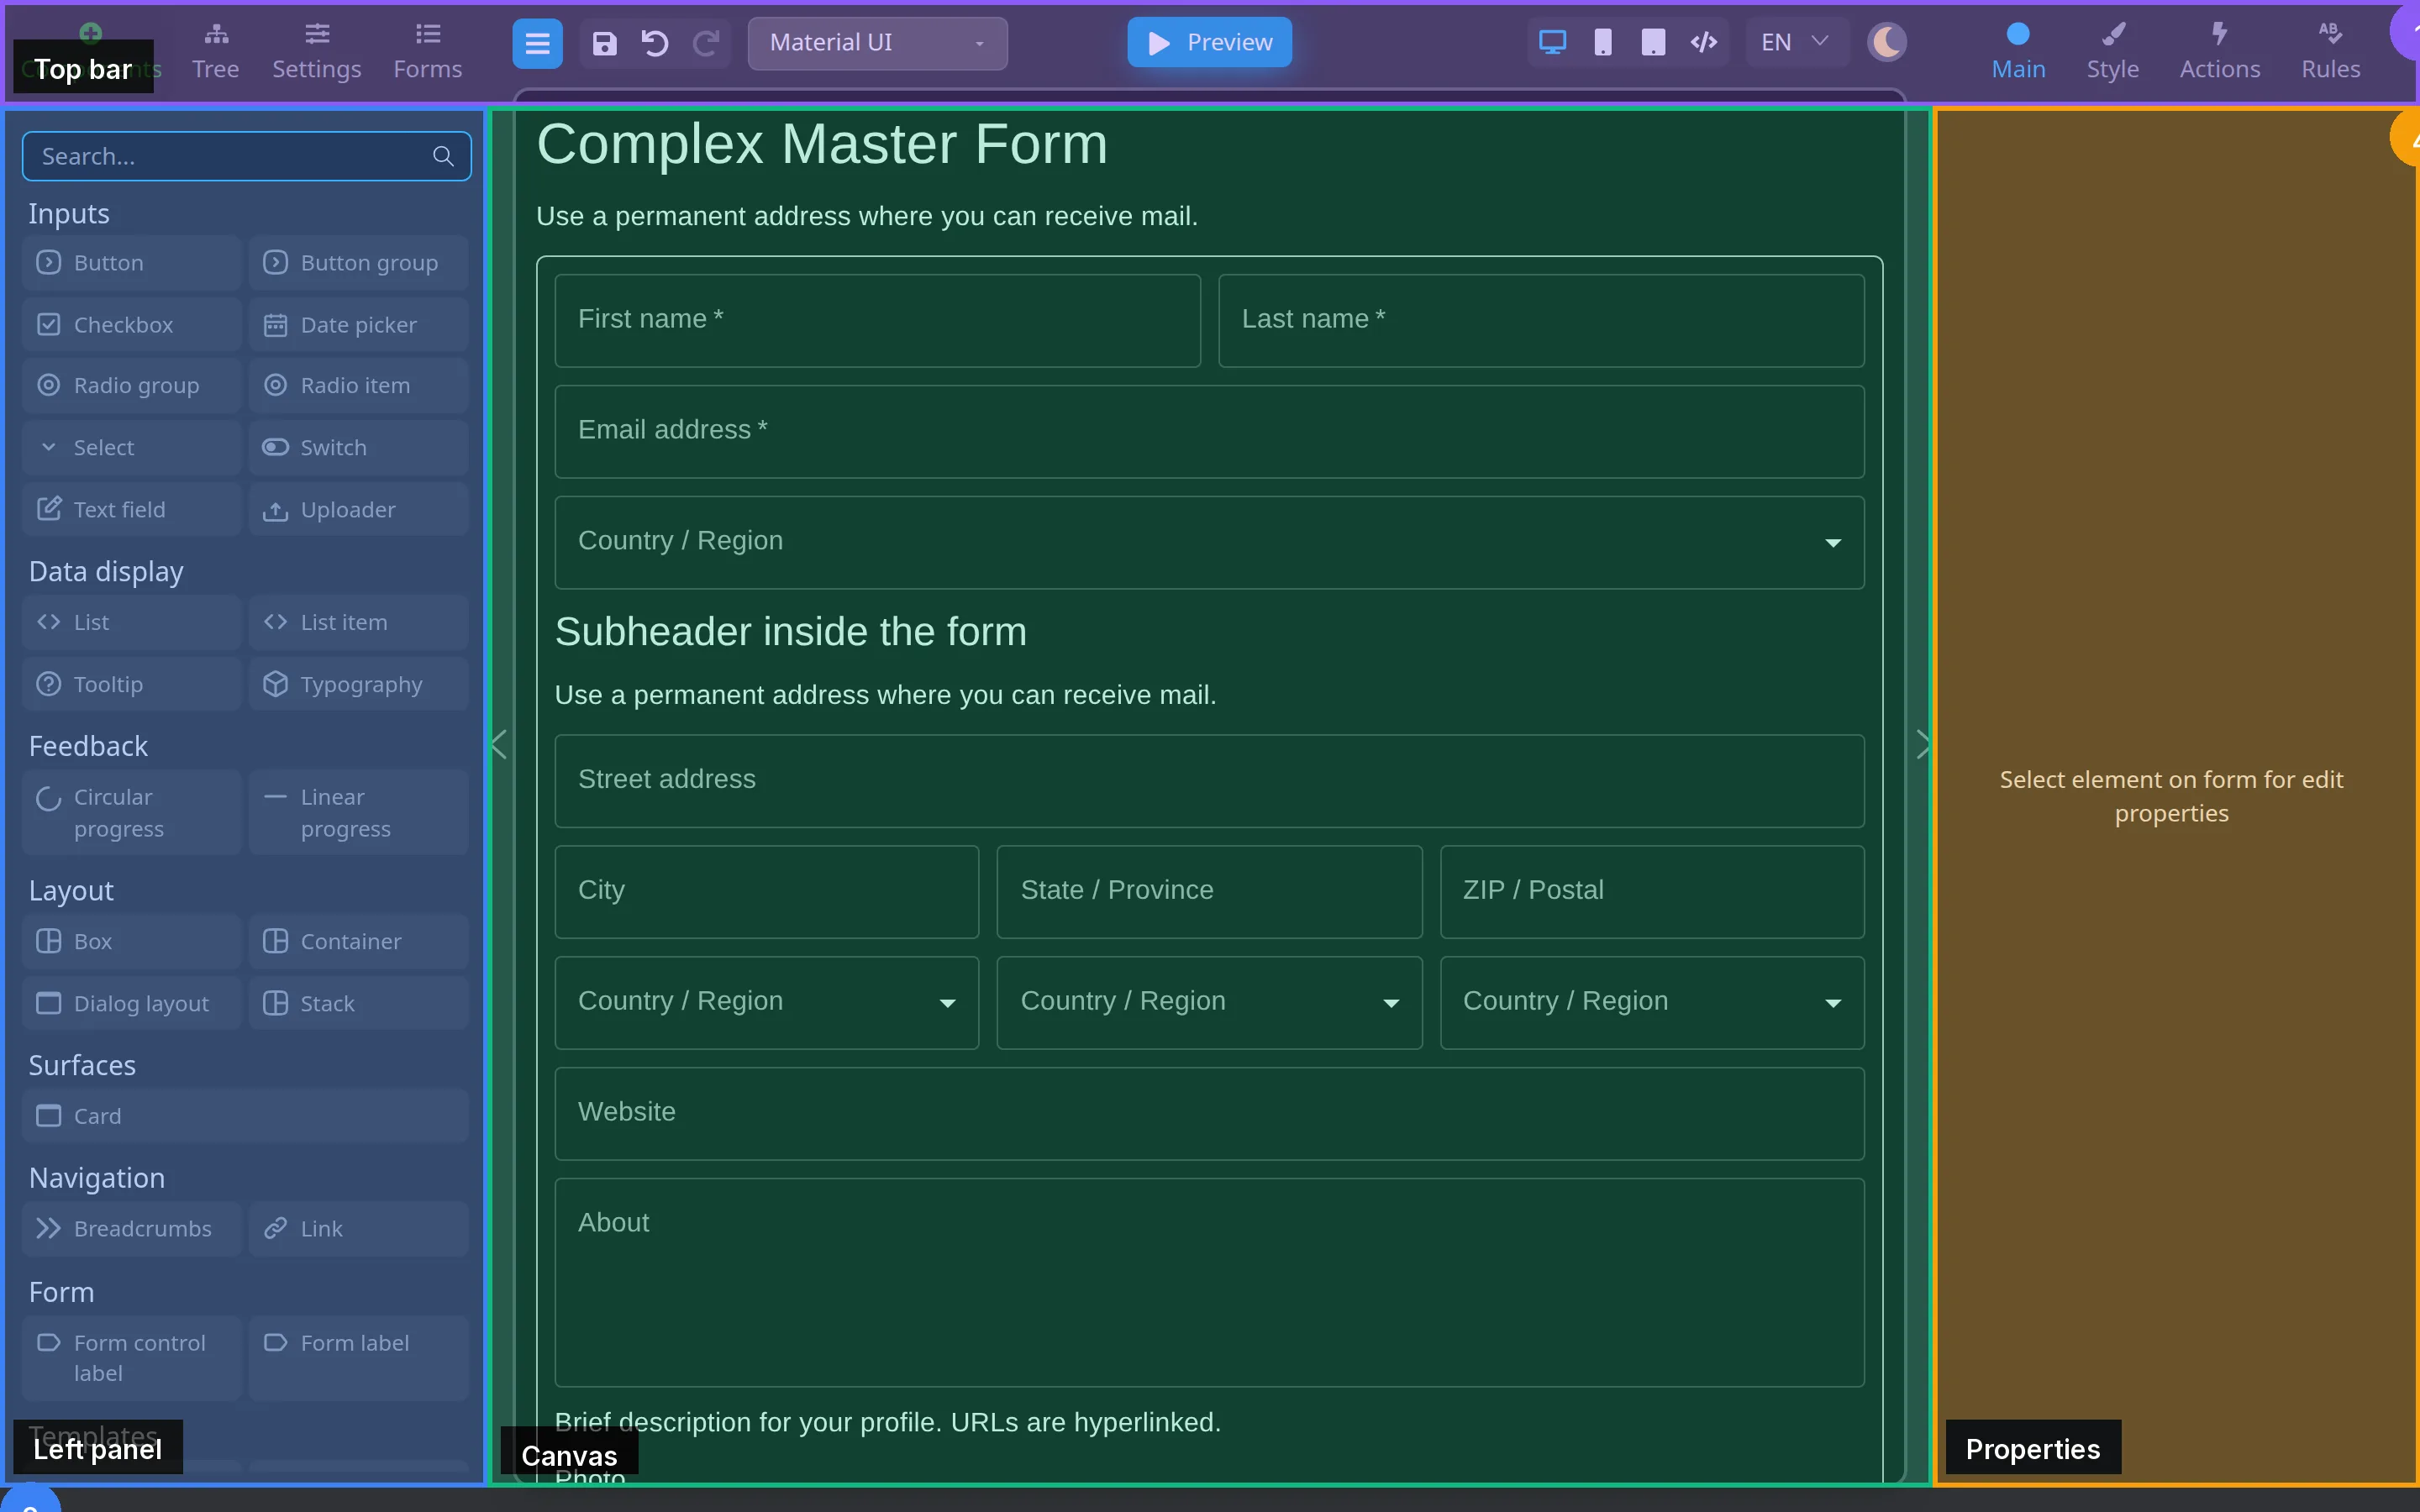 Top bar
Tree
Settings
Forms
Material UI
Preview
EN
Main
Style
Actions
AB
Rules
Search...
Inputs
Button
Button group
Checkbox
Date picker
Radio group
Radio item
Select
Switch
Text field
Uploader
Data display
List
List item
Tooltip
Typography
Feedback
Circular
progress
Linear
progress
Layout
Box
Container
Dialog layout
Stack
Surfaces
Card
Navigation
Breadcrumbs
Link
Form
Form control
label
Form label
Templates
Left panel
Complex Master Form
Use a permanent address where you can receive mail.
First name *
Last name *
Email address *
Country / Region
Subheader inside the form
Use a permanent address where you can receive mail.
Street address
City
State / Province
ZIP / Postal
Country / Region
Country / Region
Country / Region
Website
About
Brief description for your profile. URLs are hyperlinked.
Canvas
Photo
Select element on form for edit
properties
Properties